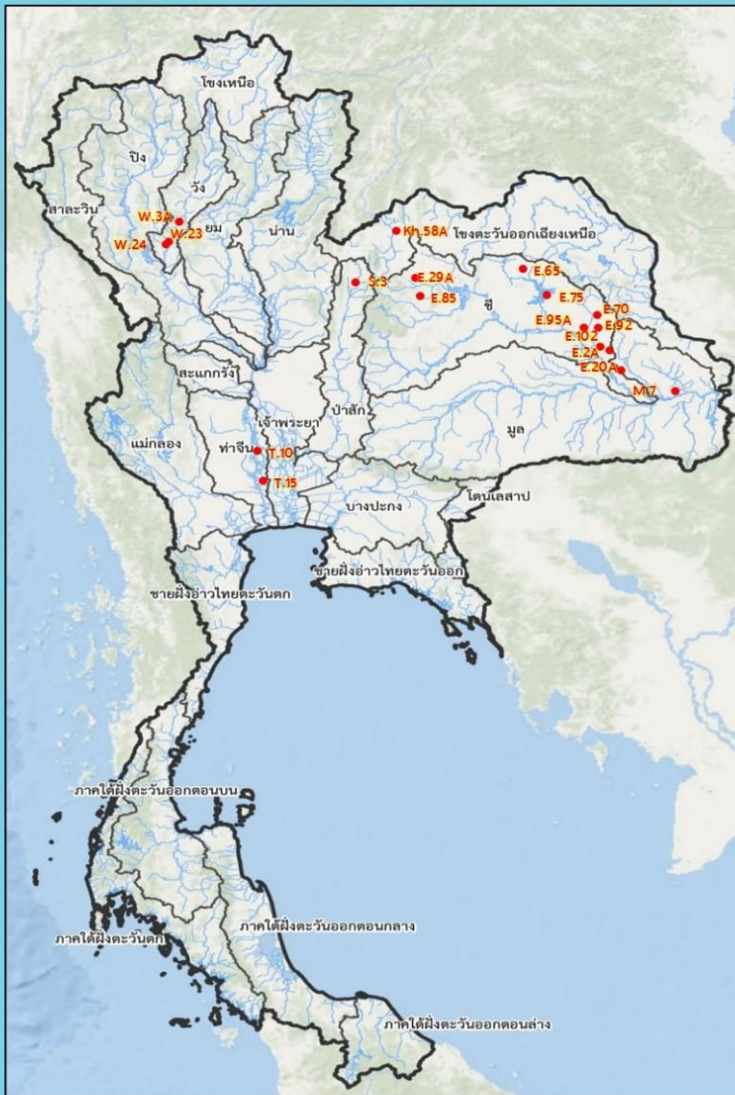 โขงเหนือ
ปิง
วัง
สาละวิน
W.3A
ยม
น่าน
W.23
W.24
Kh.58A
โขงตะวันออกเฉียงเหนือ
E.65
S.3
E.29A
E.85
E.75
ชี
E.70
E.95A
E.92
E.102
E.2A
E.20A
M.7
สะแกกรัง
ป่าสัก
เจ้าพระยา
แม่กลอง
ท่าจีน
มูล
T.10
T.15
บางปะกง
โตนเลสาป
ชายฝั่งอ่าวไทยตะวันออก
ชายฝั่งอ่าวไทยตะวันตก
ภาคใต้ฝั่งตะวันออกตอนบน
ภาคใต้ฝั่งตะวันออกตอนกลาง
ภาคใต้ฝั่งตะวันตก
ภาคใต้ฝั่งตะวันออกตอนล่าง